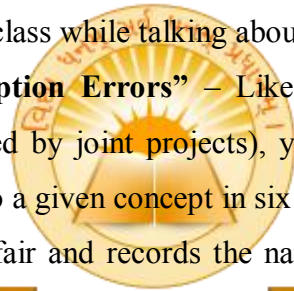 class while talking abou
ption Errors” – Like
ed by joint projects), y
o a given concept in six
fair and records the na